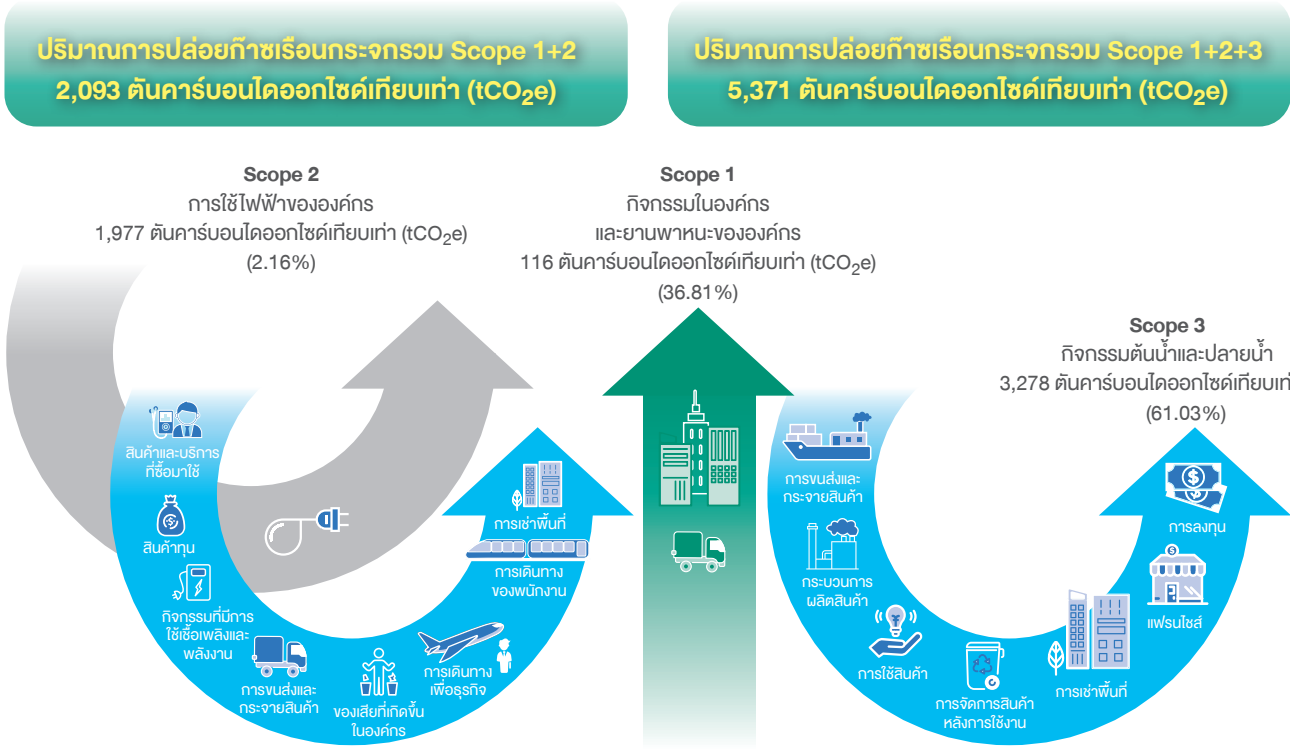 ปริมาณการปล่อยก๊าซเรือนกระจกรวม Scope 1+2
2,093 ตันคาร์บอนไดออกไซด์เทียบเท่า (tCO₂e)
ปริมาณการปล่อยก๊าซเรือนกระจกรวม Scope 1+2+3
5,371 ตันคาร์บอนไดออกไซด์เทียบเท่า (tCO₂e)
Scope 2
การใช้ไฟฟ้าขององค์กร
1,977 ตันคาร์บอนไดออกไซด์เทียบเท่า (tCO₂e)
(2.16%)
Scope 1
กิจกรรมในองค์กร
และยานพาหนะขององค์กร
116 ตันคาร์บอนไดออกไซด์เทียบเท่า (tCO₂e)
(36.81%)
Scope 3
กิจกรรมต้นน้ำและปลายน้ำ
3,278 ตันคาร์บอนไดออกไซด์เทียบเท่
(61.03%)
สินค้าและบริการ
ที่ซื้อมาใช้
สินค้าทุน
กิจกรรมที่มีการ
ใช้เชื้อเพลิงและ
พลังงาน
การขนส่งและ
กระจายสินค้า
ของเสียที่เกิดขึ้น
ในองค์กร
การเดินทาง
เพื่อธุรกิจ
การเดินทาง
ของพนักงาน
การเช่าพื้นที่
การขนส่งและ
กระจายสินค้า
กระบวนการ
ผลิตสินค้า
การใช้สินค้า
การจัดการสินค้า
หลังการใช้งาน
การเช่าพื้นที่
แฟรนไชส์
การลงทุน